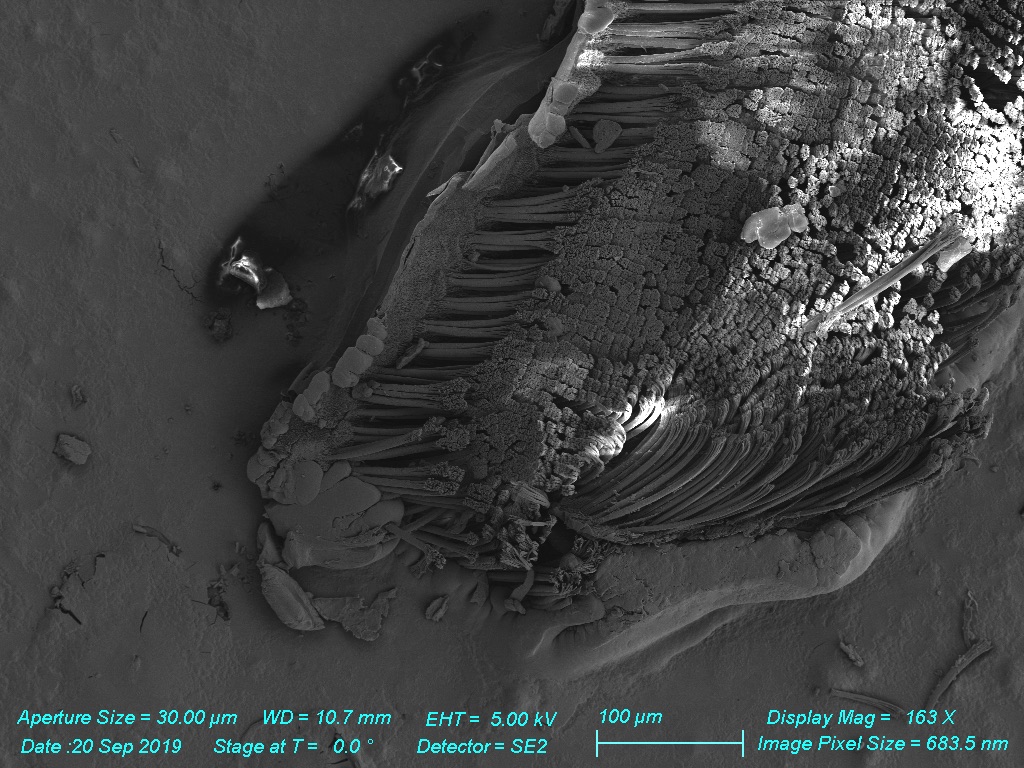 Aperture Size = 30.00 µm WD = 10.7 mm EHT = 5.00 kV 100 µm Display Mag = 163 X
Date :20 Sep 2019 Stage at T = 0.0 ° Detector = SE2 Image Pixel Size = 683.5 nm